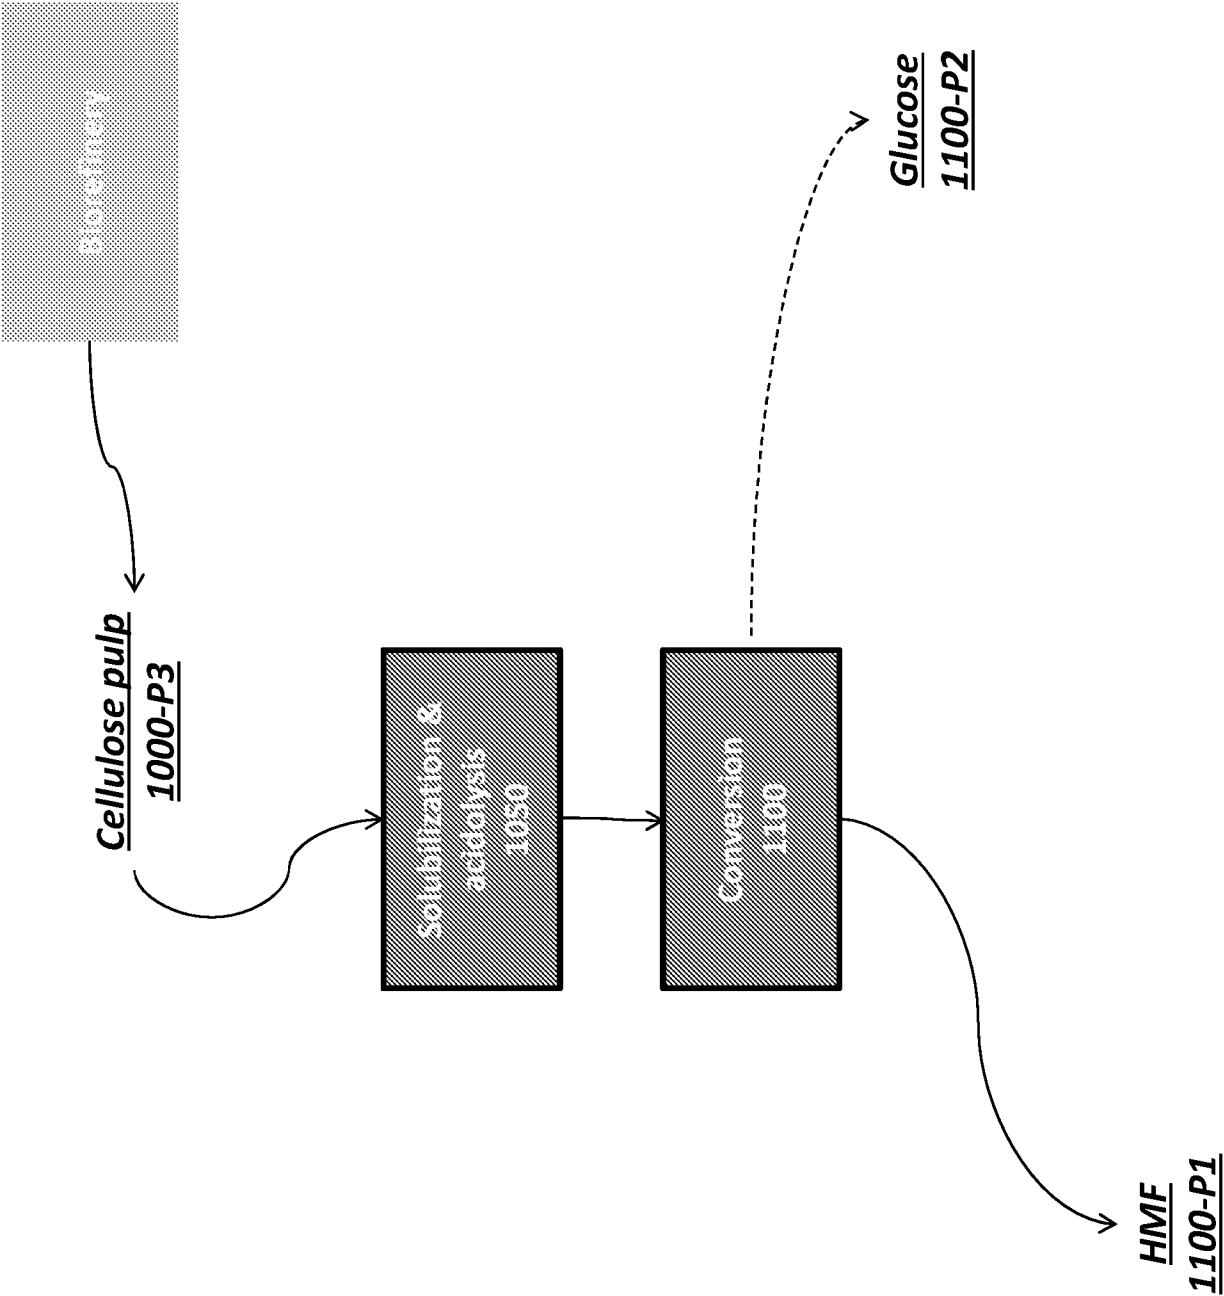 Biorefinery
Cellulose pulp
1000-P3
Solubilization &
acidolysis
1050
Conversion
1100
Glucose
1100-P2
HMF
1100-P1